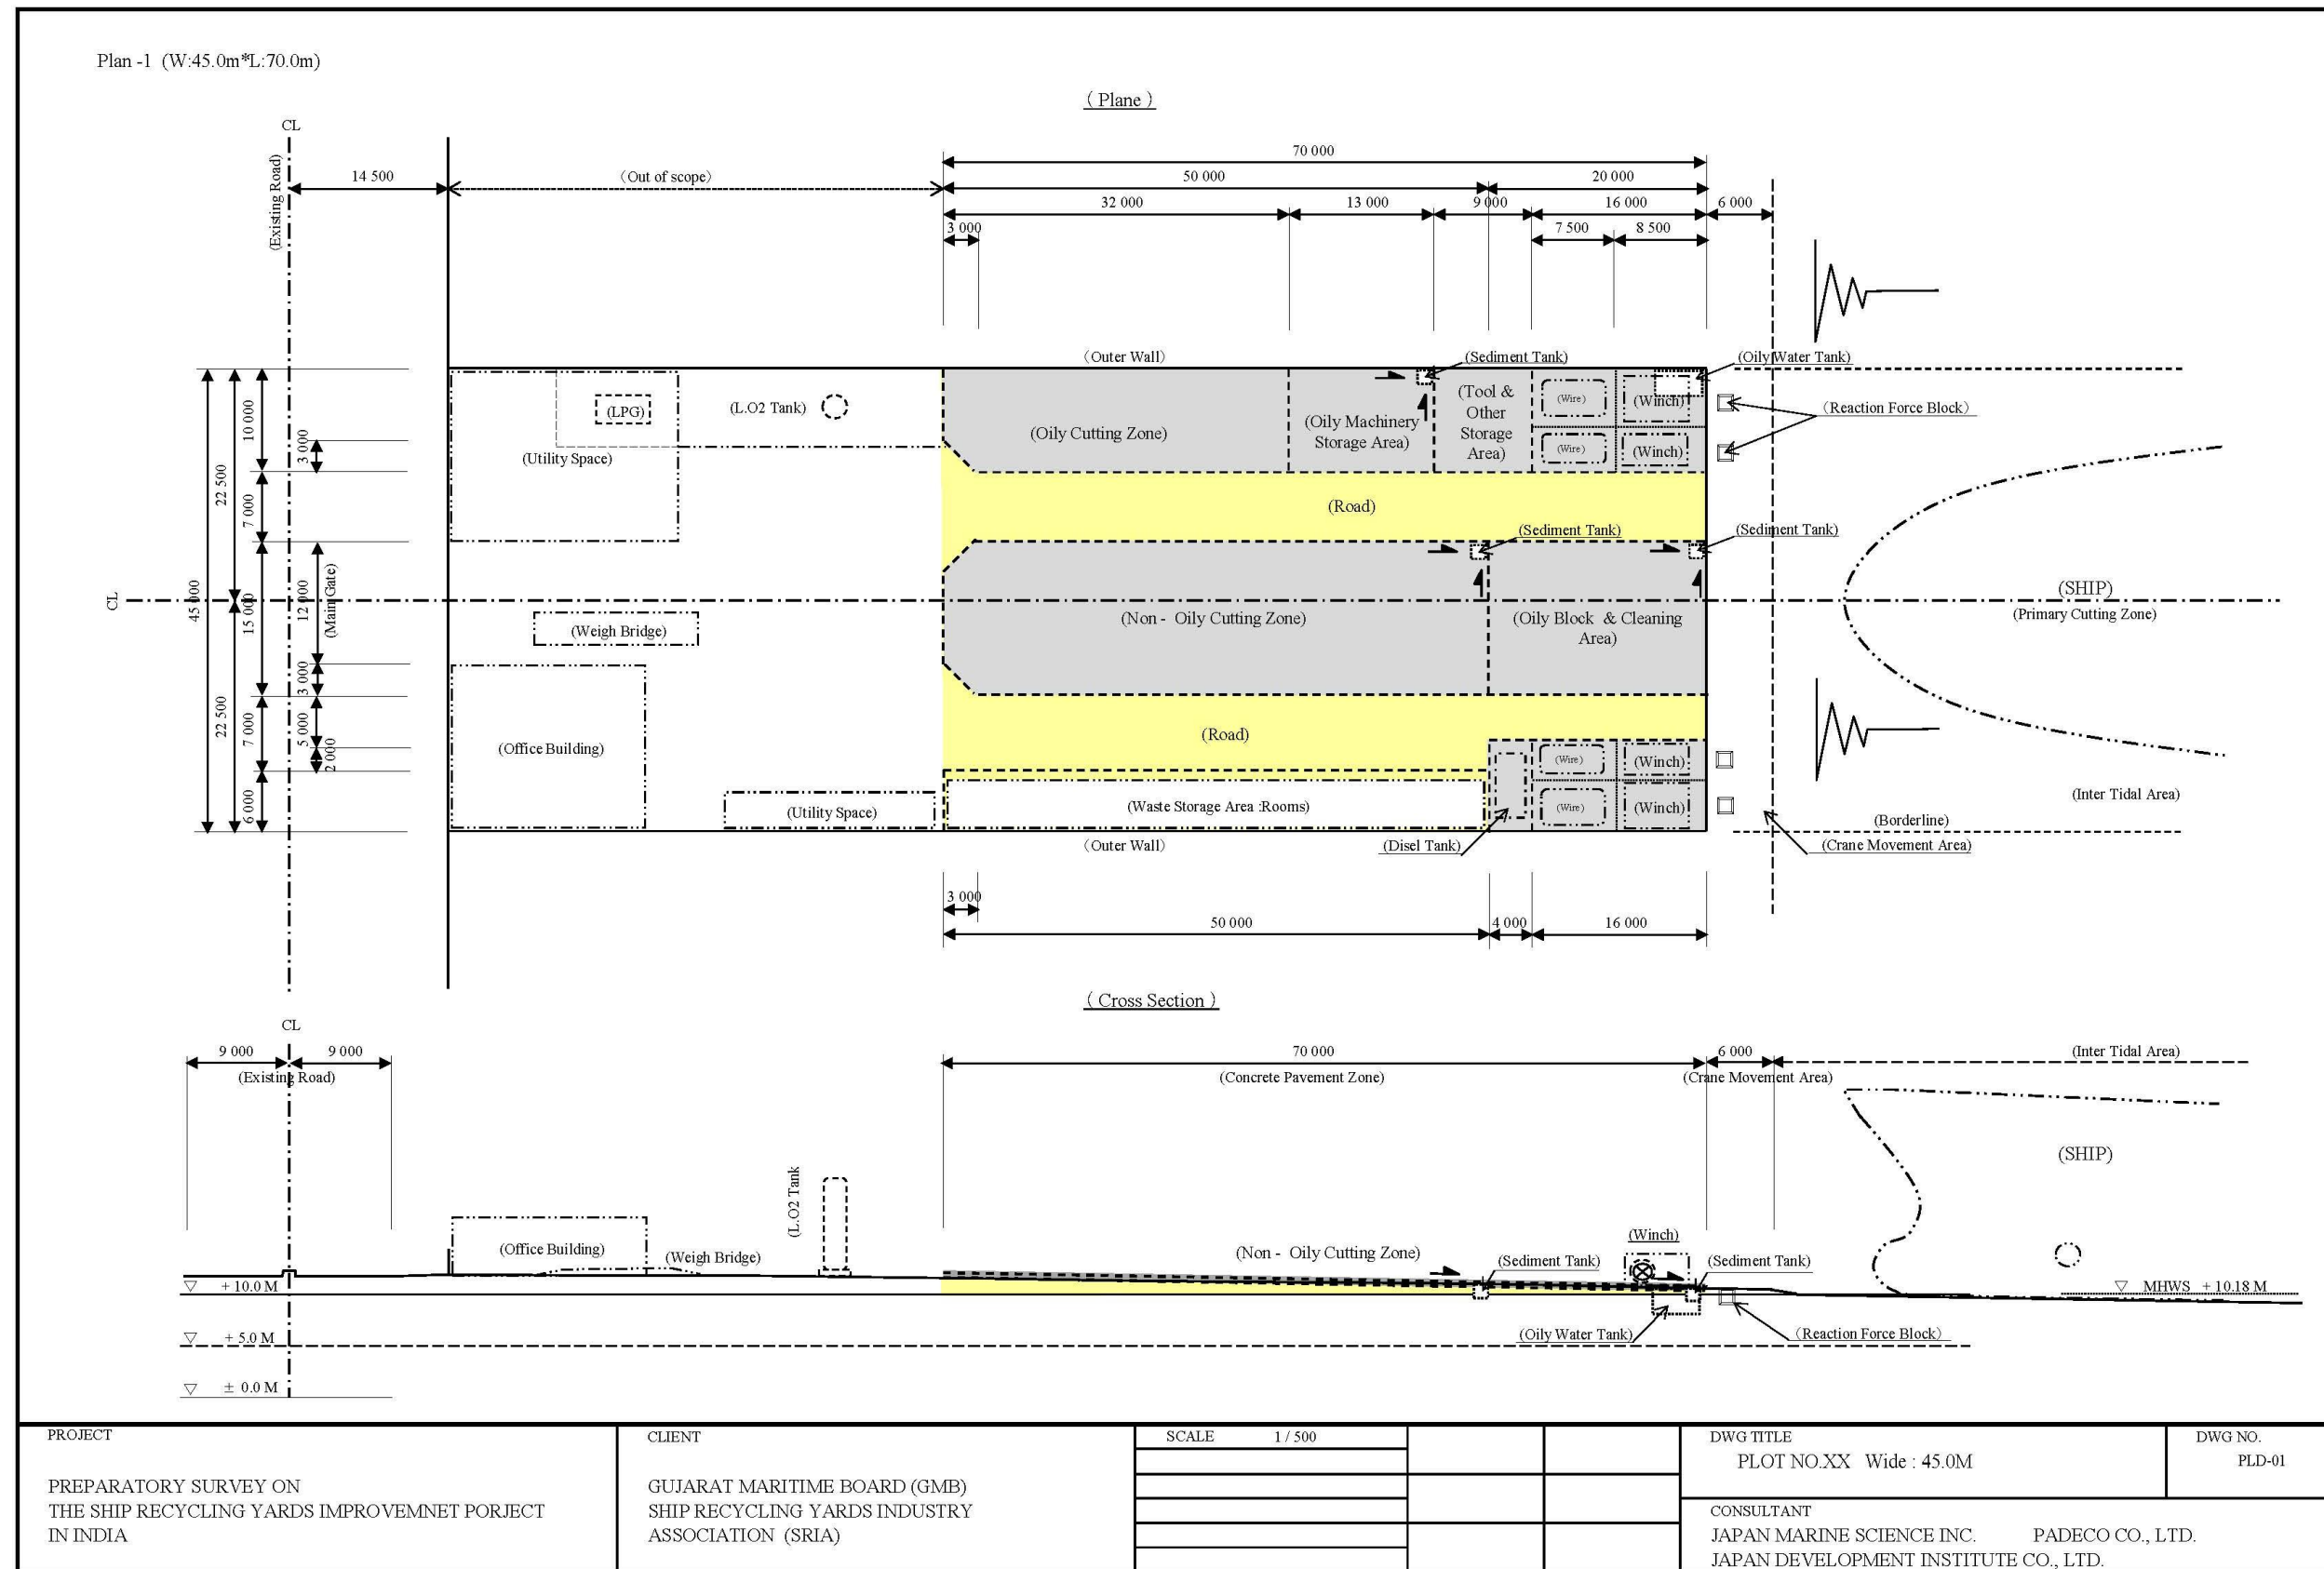 Plan -1  (W:45.0m*L:70.0m)
( Plane )
CL
(Existing Road)
14 500
(Out of scope)
70 000
50 000
20 000
32 000
13 000
9 000
16 000
6 000
3 000
7 500
8 500
(Outer Wall)
(Sediment Tank)
(Oily Water Tank)
(LPG)
(L.O2 Tank)
(Utility Space)
(Oily Cutting Zone)
(Oily Machinery
Storage Area)
(Tool &
Other
Storage
Area)
(Wire)
(Winch)
(Wire)
(Winch)
(Reaction Force Block)
(Road)
(Sediment Tank)
(Sediment Tank)
45 000
22 500
22 500
10 000
3 000
7 000
15 000
12 000
(Main Gate)
3 000
7 000
5 000
2 000
6 000
CL
(Weigh Bridge)
(Non -  Oily Cutting Zone)
(Oily Block  & Cleaning
Area)
(SHIP)
(Primary Cutting Zone)
(Office Building)
(Road)
(Wire)
(Winch)
(Wire)
(Winch)
(Utility Space)
(Waste Storage Area :Rooms)
(Inter Tidal Area)
(Borderline)
(Outer Wall)
(Disel Tank)
(Crane Movement Area)
3 000
50 000
4 000
16 000
( Cross Section )
CL
9 000
9 000
(Existing Road)
70 000
(Concrete Pavement Zone)
6 000
(Crane Movement Area)
(Inter Tidal Area)
(SHIP)
(L.O2 Tank
(Office Building)
(Weigh Bridge)
(Non -  Oily Cutting Zone)
(Sediment Tank)
(Winch)
(Sediment Tank)
▽ + 10.0 M
▽ MHWS  + 10.18 M
▽ + 5.0 M
(Oily Water Tank)
(Reaction Force Block)
▽ ± 0.0 M
PROJECT
PREPARATORY SURVEY ON
THE SHIP RECYCLING YARDS IMPROVEMNET PORJECT
IN INDIA
CLIENT
GUJARAT MARITIME BOARD (GMB)
SHIP RECYCLING YARDS INDUSTRY
ASSOCIATION  (SRIA)
SCALE 1 / 500
DWG TITLE
PLOT NO.XX   Wide : 45.0M
DWG NO.
PLD-01
CONSULTANT
JAPAN MARINE SCIENCE INC. PADECO CO., LTD.
JAPAN DEVELOPMENT INSTITUTE CO., LTD.